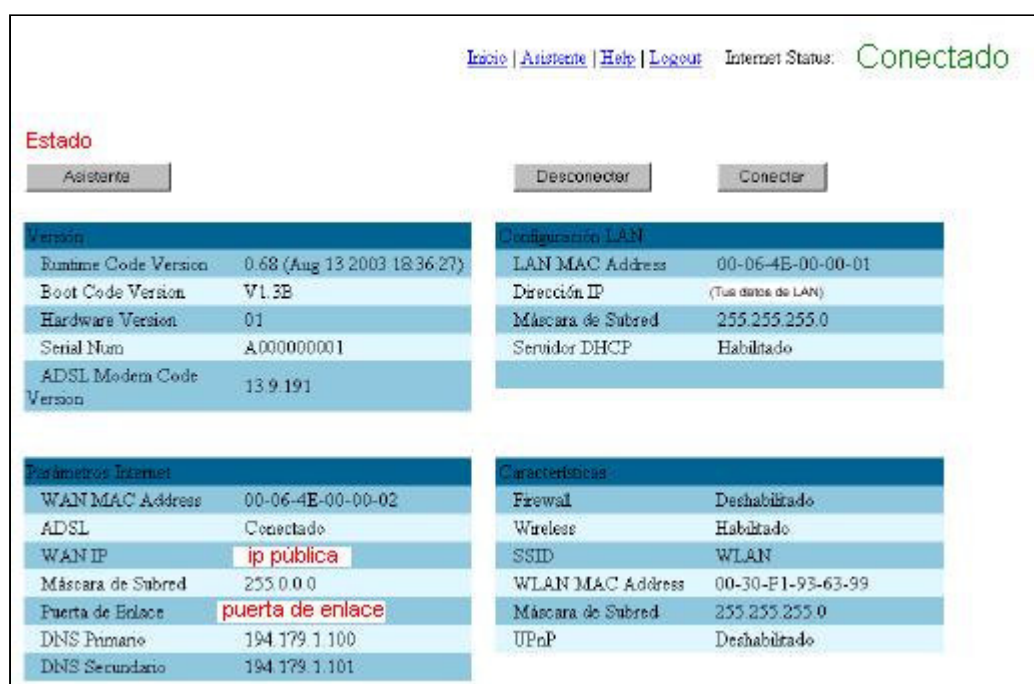 Inicio | Asistente | Help | Logout Internet Status: Conectado
Estado
Asistente Desconectar Conectar
Versión
Runtime Code Version 0.68 (Aug 13 2003 18:36:27)
Boot Code Version V1.3B
Hardware Version 01
Serial Num A000000001
ADSL Modem Code
Version 13.9.191
Configuración LAN
LAN MAC Address 00-06-4E-00-00-01
Dirección IP (Tus datos de LAN)
Máscara de Subred 255.255.255.0
Servidor DHCP Habilitado
Parámetros Internet
WAN MAC Address 00-06-4E-00-00-02
ADSL Conectado
WAN IP ip pública
Máscara de Subred 255.0.0.0
Puerta de Enlace puerta de enlace
DNS Primario 194.179.1.100
DNS Secundario 194.179.1.101
Características
Firewall Deshabilitado
Wireless Habilitado
SSID WLAN
WLAN MAC Address 00-30-F1-93-63-99
Máscara de Subred 255.255.255.0
UPnP Deshabilitado